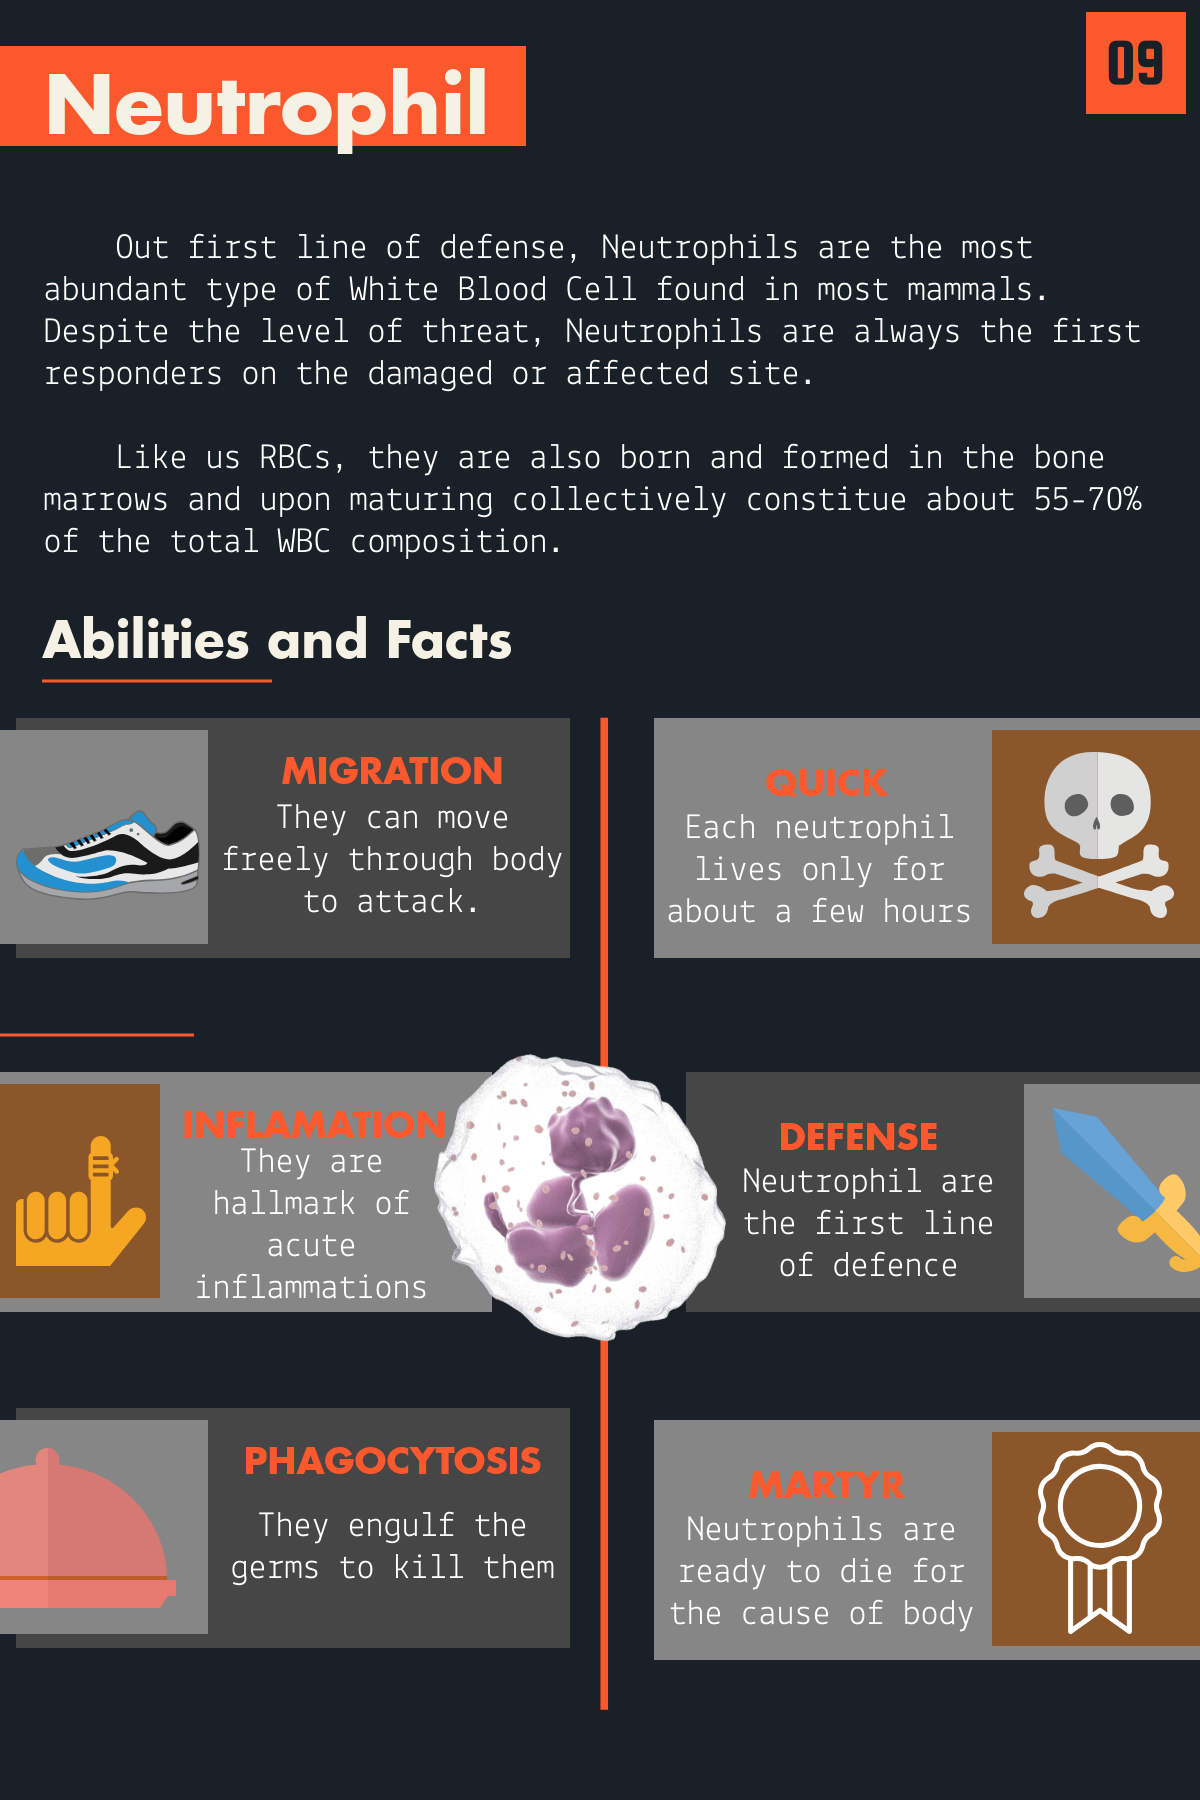 09
Neutrophil
Out first line of defense, Neutrophils are the most
abundant type of White Blood Cell found in most mammals.
Despite the level of threat, Neutrophils are always the first
responders on the damaged or affected site.
Like us RBCs, they are also born and formed in the bone
marrows and upon maturing collectively constitue about 55-70%
of the total WBC composition.
Abilities and Facts
MIGRATION
They can move
freely through body
to attack.
QUICK
Each neutrophil
lives only for
about a few hours
INFLAMATION
They are
hallmark of
acute
inflammations
DEFENSE
Neutrophil are
the first line
of defence
PHAGOCYTOSIS
They engulf the
germs to kill them
MARTYR
Neutrophils are
ready to die for
the cause of body